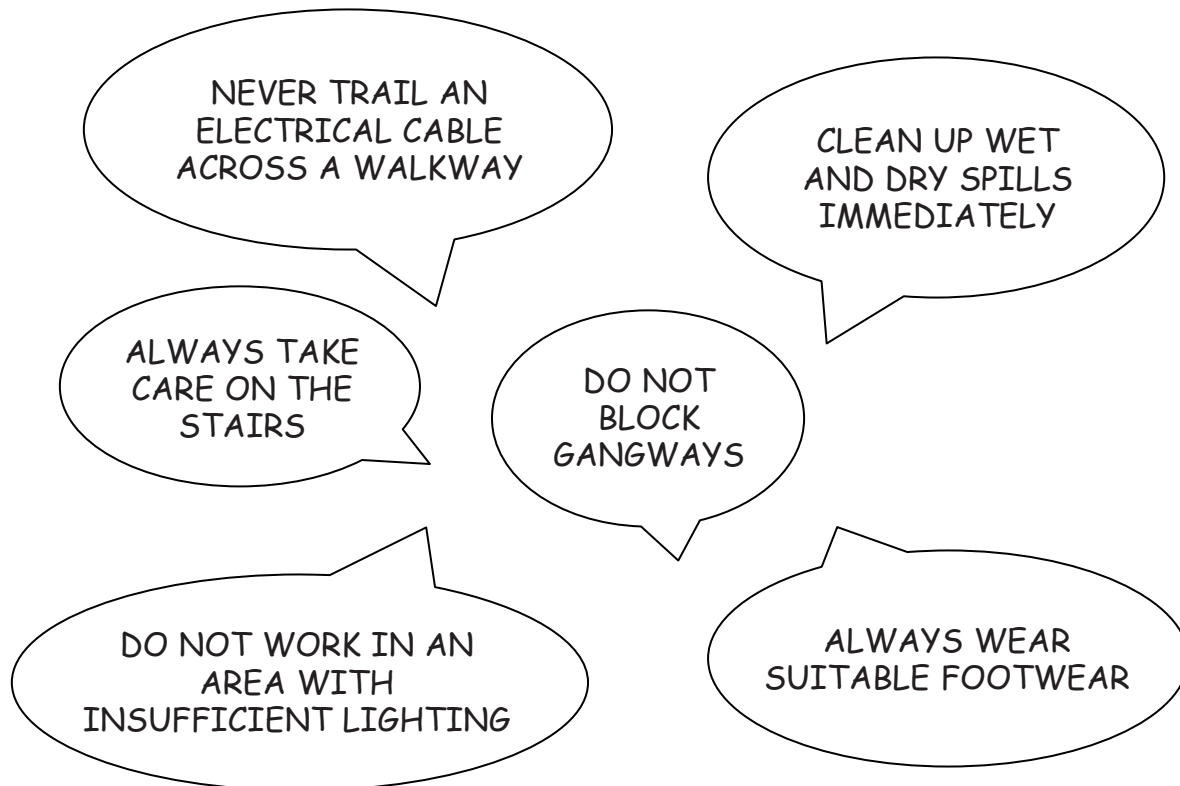 NEVER TRAIL AN
ELECTRICAL CABLE
ACROSS A WALKWAY
CLEAN UP WET
AND DRY SPILLS
IMMEDIATELY
ALWAYS TAKE
CARE ON THE
STAIRS
DO NOT
BLOCK
GANGWAYS
DO NOT WORK IN AN
AREA WITH
INSUFFICIENT LIGHTING
ALWAYS WEAR
SUITABLE FOOTWEAR